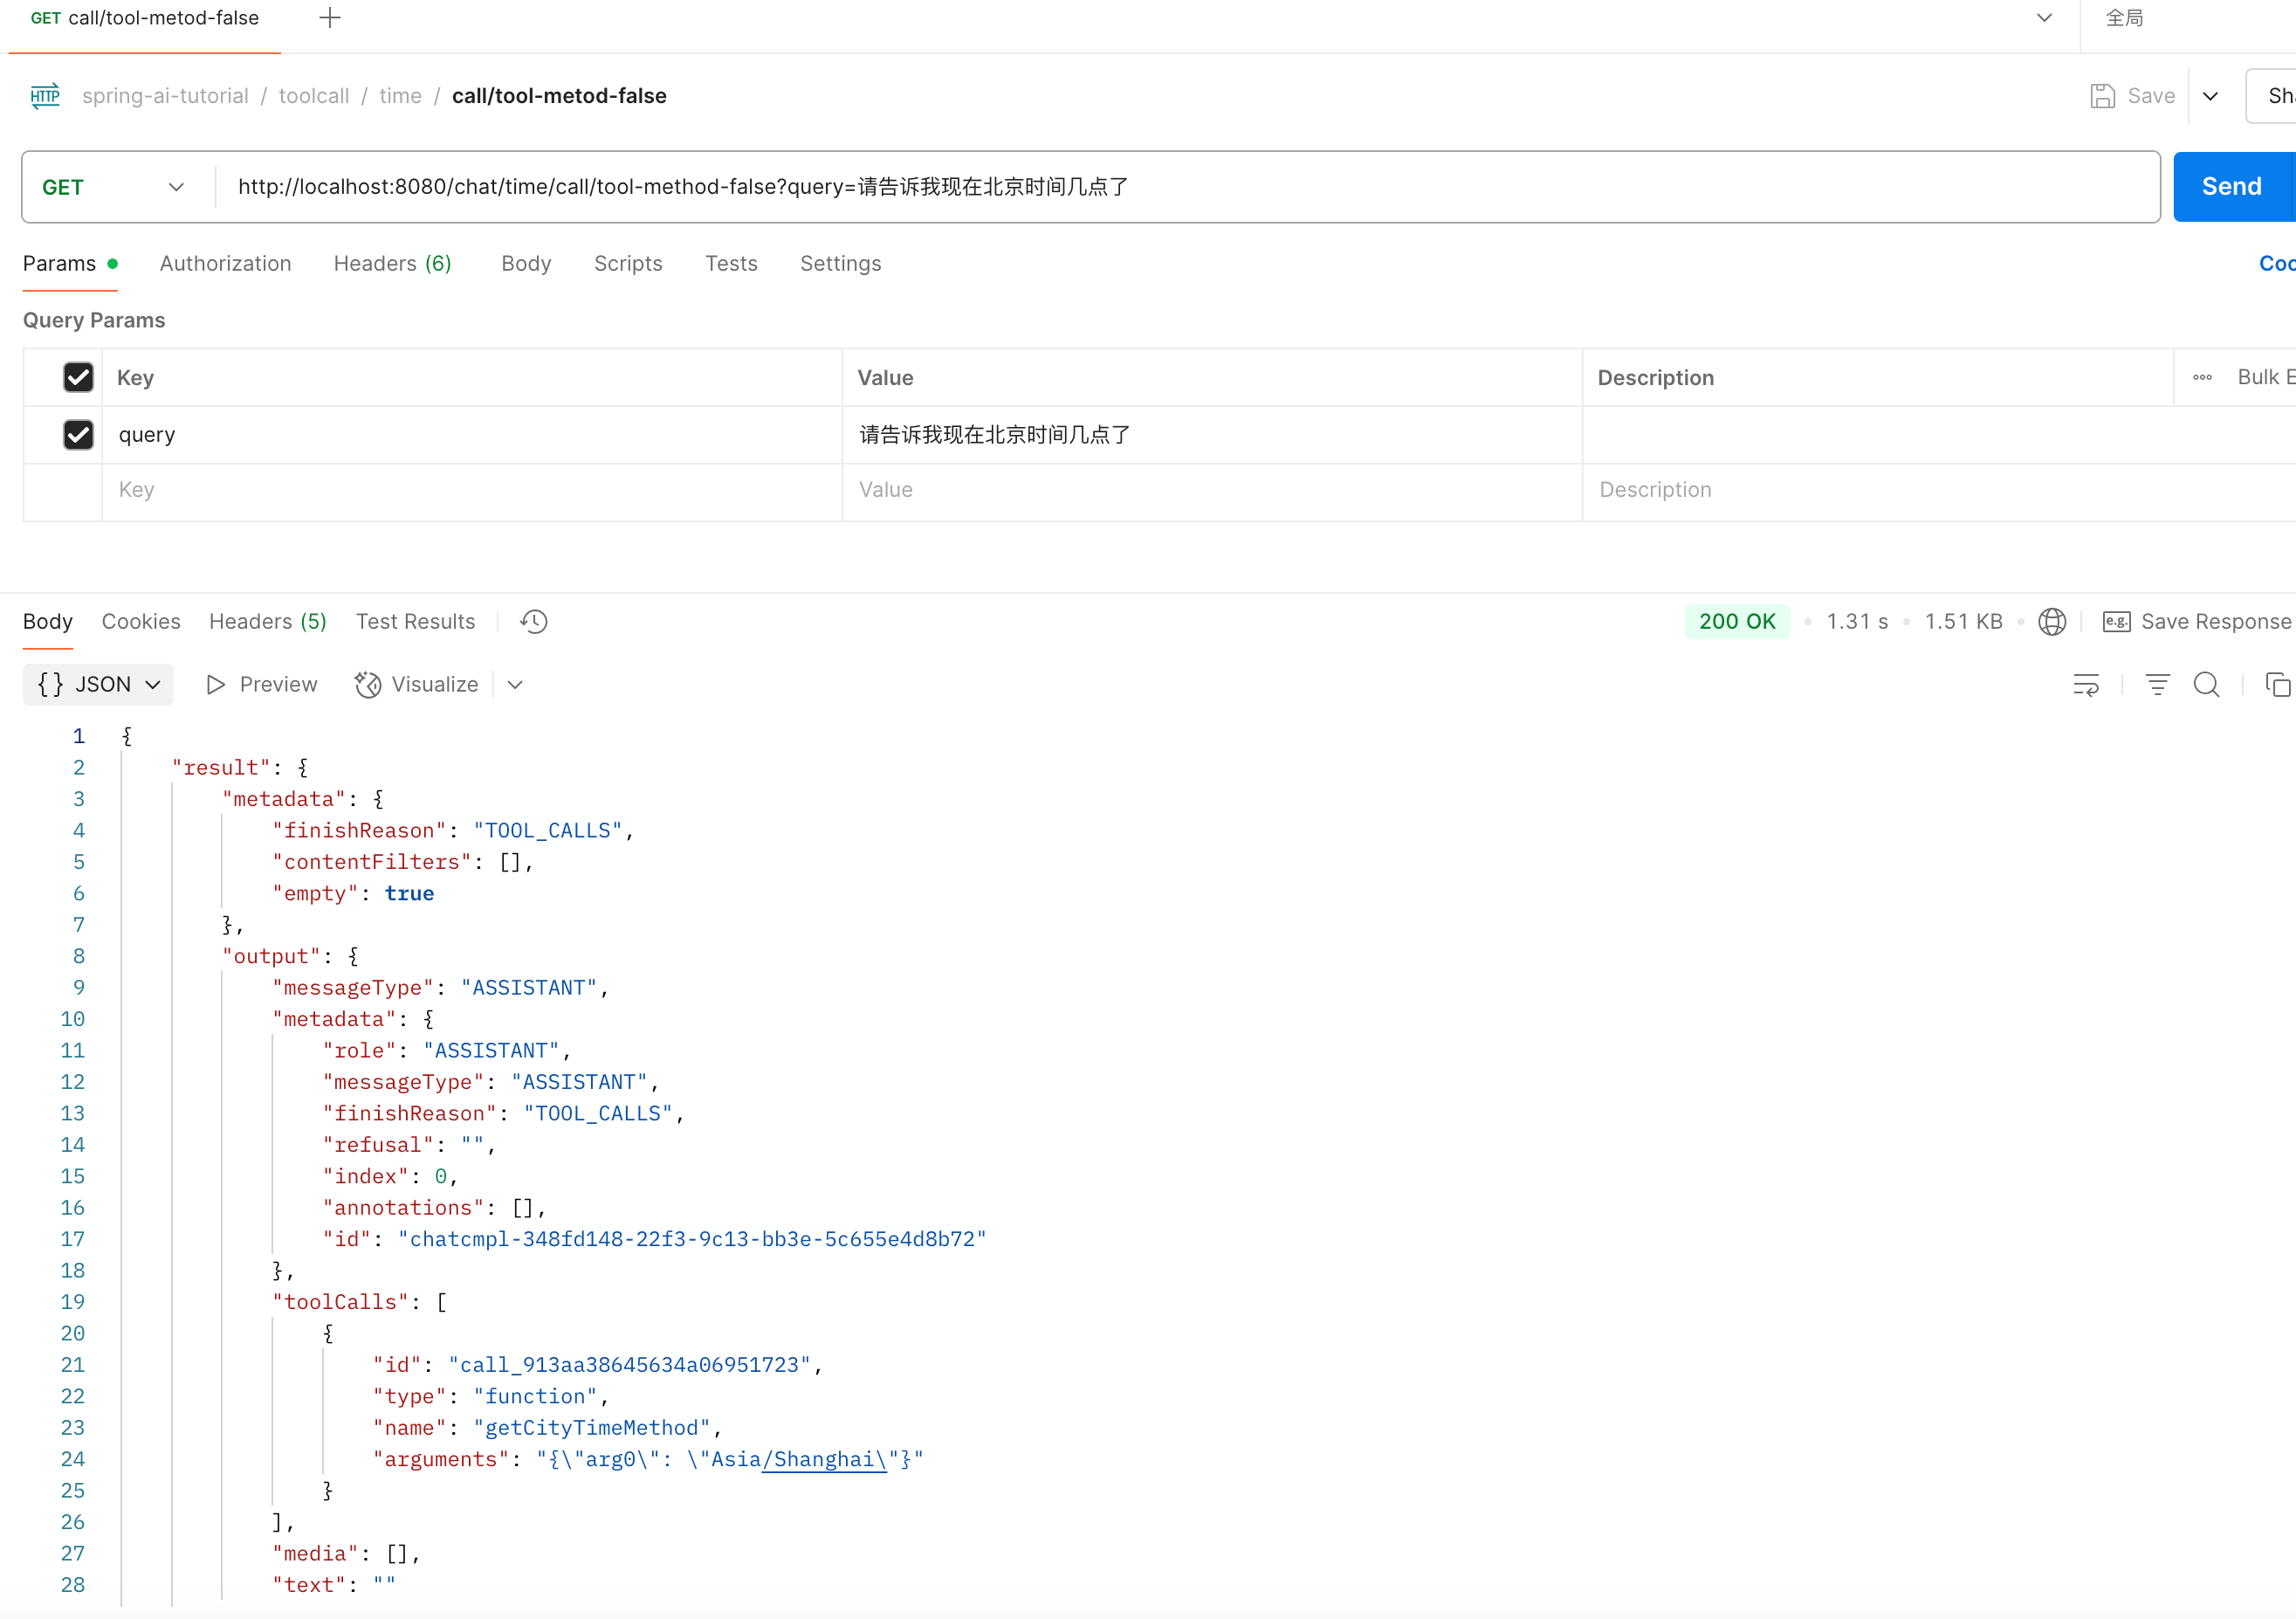 GET call/tool-metod-false
全局
HTTP spring-ai-tutorial / toolcall / time / call/tool-metod-false Save Sh
GET http://localhost:8080/chat/time/call/tool-method-false?query=请告诉我现在北京时间几点了 Send
Params Authorization Headers (6) Body Scripts Tests Settings Coo
Query Params
Key Value Description Bulk E
query 请告诉我现在北京时间几点了
Key Value Description
Body Cookies Headers (5) Test Results 200 OK 1.31 s 1.51 KB e.g. Save Response
{} JSON Preview Visualize
1 {
2 "result": {
3 "metadata": {
4 "finishReason": "TOOL_CALLS",
5 "contentFilters": [],
6 "empty": true
7 },
8 "output": {
9 "messageType": "ASSISTANT",
10 "metadata": {
11 "role": "ASSISTANT",
12 "messageType": "ASSISTANT",
13 "finishReason": "TOOL_CALLS",
14 "refusal": "",
15 "index": 0,
16 "annotations": [],
17 "id": "chatcmpl-348fd148-22f3-9c13-bb3e-5c655e4d8b72"
18 },
19 "toolCalls": [
20 {
21 "id": "call_913aa38645634a06951723",
22 "type": "function",
23 "name": "getCityTimeMethod",
24 "arguments": "{\"arg0\": \"Asia/Shanghai\"}"
25 }
26 ],
27 "media": [],
28 "text": ""